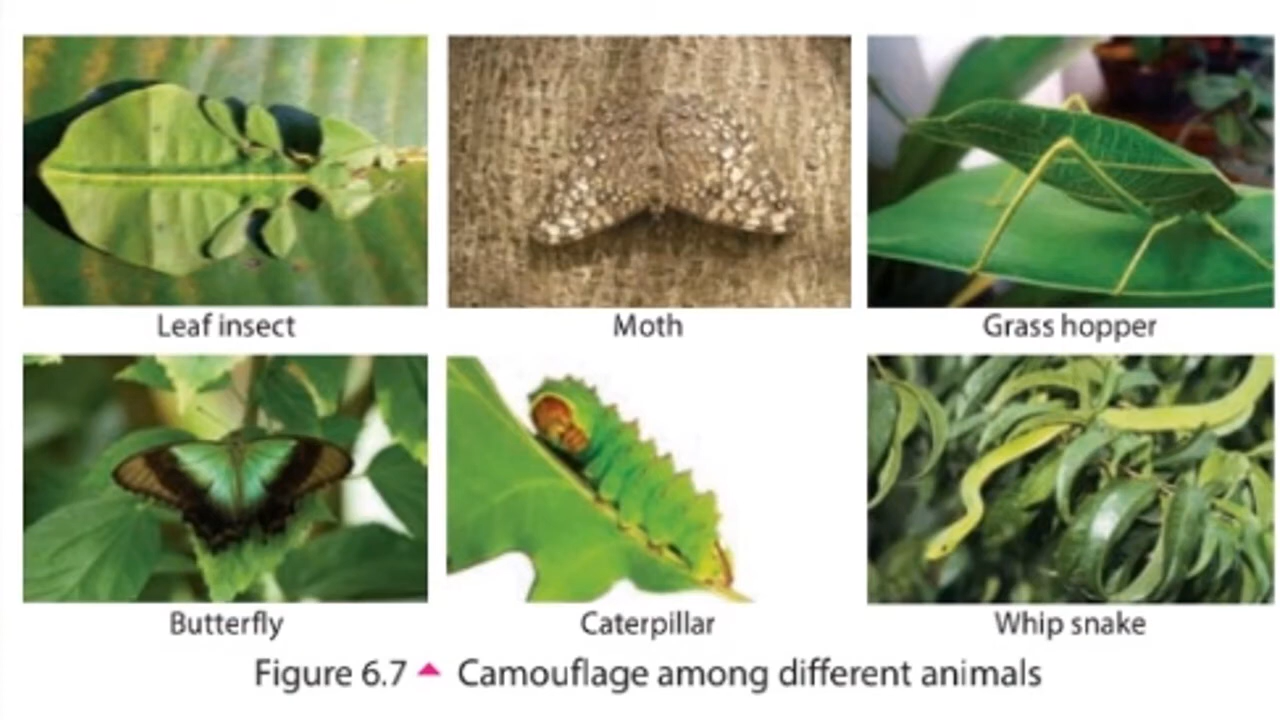 Leaf insect
Moth
Grass hopper
Butterfly
Caterpillar
Whip snake
Figure 6.7 ▲ Camouflage among different animals